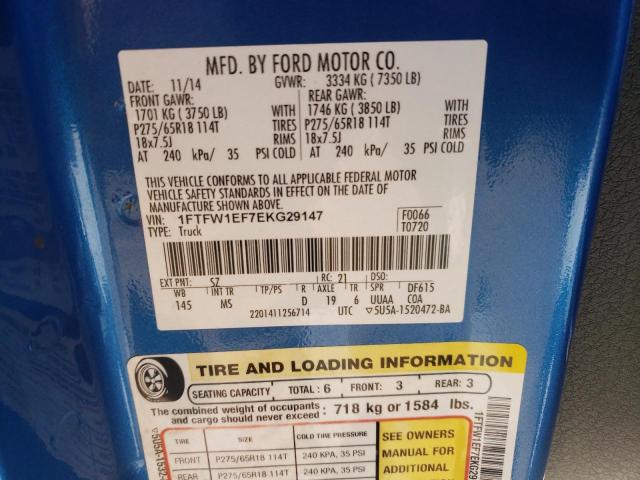 MFD. BY FORD MOTOR CO.
DATE: 11/14 GVWR: 3334 KG ( 7350 LB)
FRONT GAWR: REAR GAWR:
1701 KG ( 3750 LB) WITH 1746 KG ( 3850 LB) WITH
P275/65R18 114T TIRES P275/65R18 114T TIRES
18x7.5J RIMS 18x7.5J RIMS
AT 240 kPa/ 35 PSI COLD AT 240 kPa/ 35 PSI COLD
THIS VEHICLE CONFORMS TO ALL APPLICABLE FEDERAL MOTOR
VEHICLE SAFETY STANDARDS IN EFFECT ON THE DATE OF
MANUFACTURE SHOWN ABOVE.
VIN: 1FTFW1EF7EKG29147 F0066
TYPE: Truck T0720
EXT PNT: SZ RC: 21 DSO:
WB INT TR TP/PS R AXLE TR SPR DF615
145 MS D 19 6 UUAA COA
2201411256714 UTC ▽5U5A-1520472-BA
TIRE AND LOADING INFORMATION
SEATING CAPACITY TOTAL: 6 FRONT: 3 REAR: 3
The combined weight of occupants and cargo should never exceed: 718 kg or 1584 lbs.
TIRE SIZE COLD TIRE PRESSURE
FRONT P275/65R18 114T 240 KPA, 35 PSI
REAR P275/65R18 114T 240 KPA, 35 PSI
SEE OWNERS
MANUAL FOR
ADDITIONAL